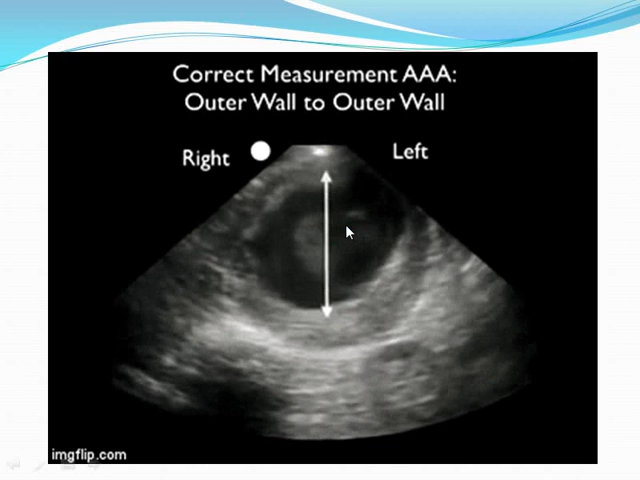 Correct Measurement AAA:
Outer Wall to Outer Wall
Right
Left
imgflip.com